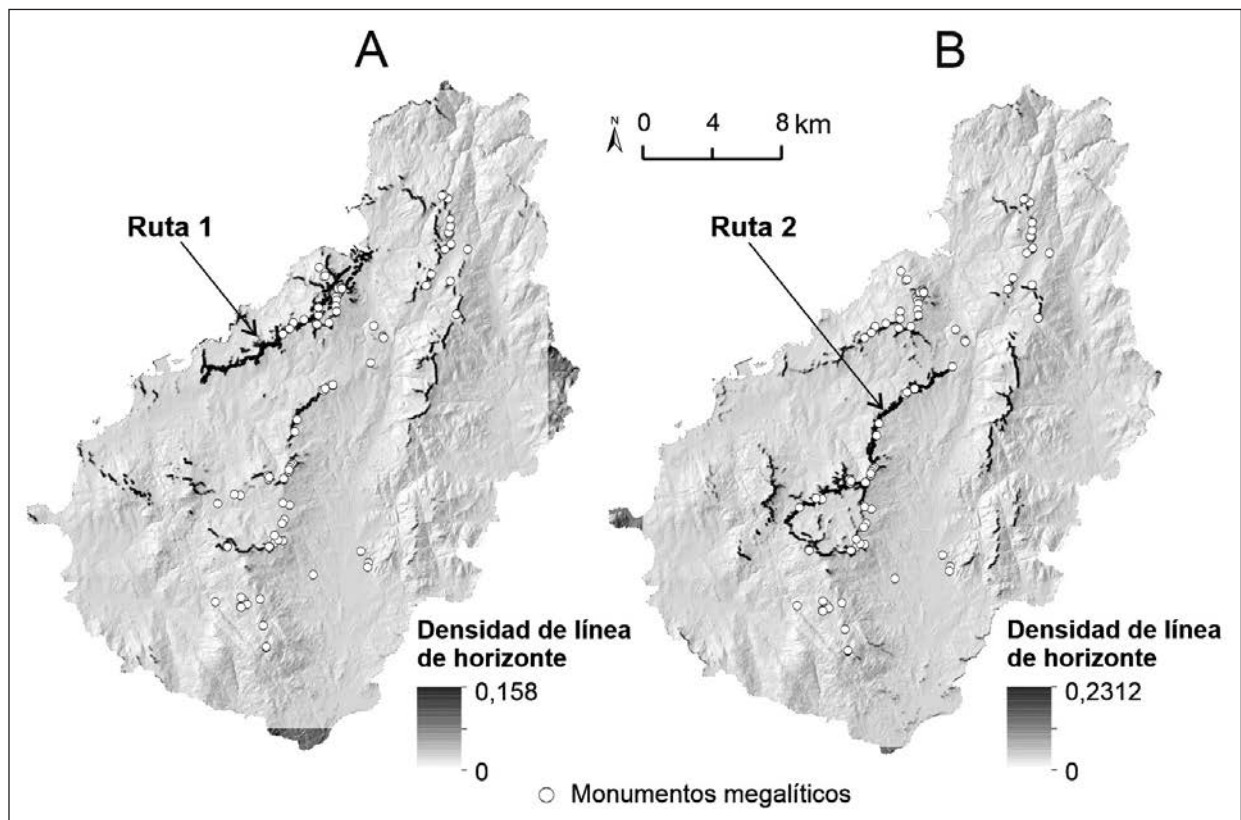 A
B
N
0 4 8 km
Ruta 1
Ruta 2
Densidad de línea
de horizonte
0,158
0
Densidad de línea
de horizonte
0,2312
0
Monumentos megalíticos